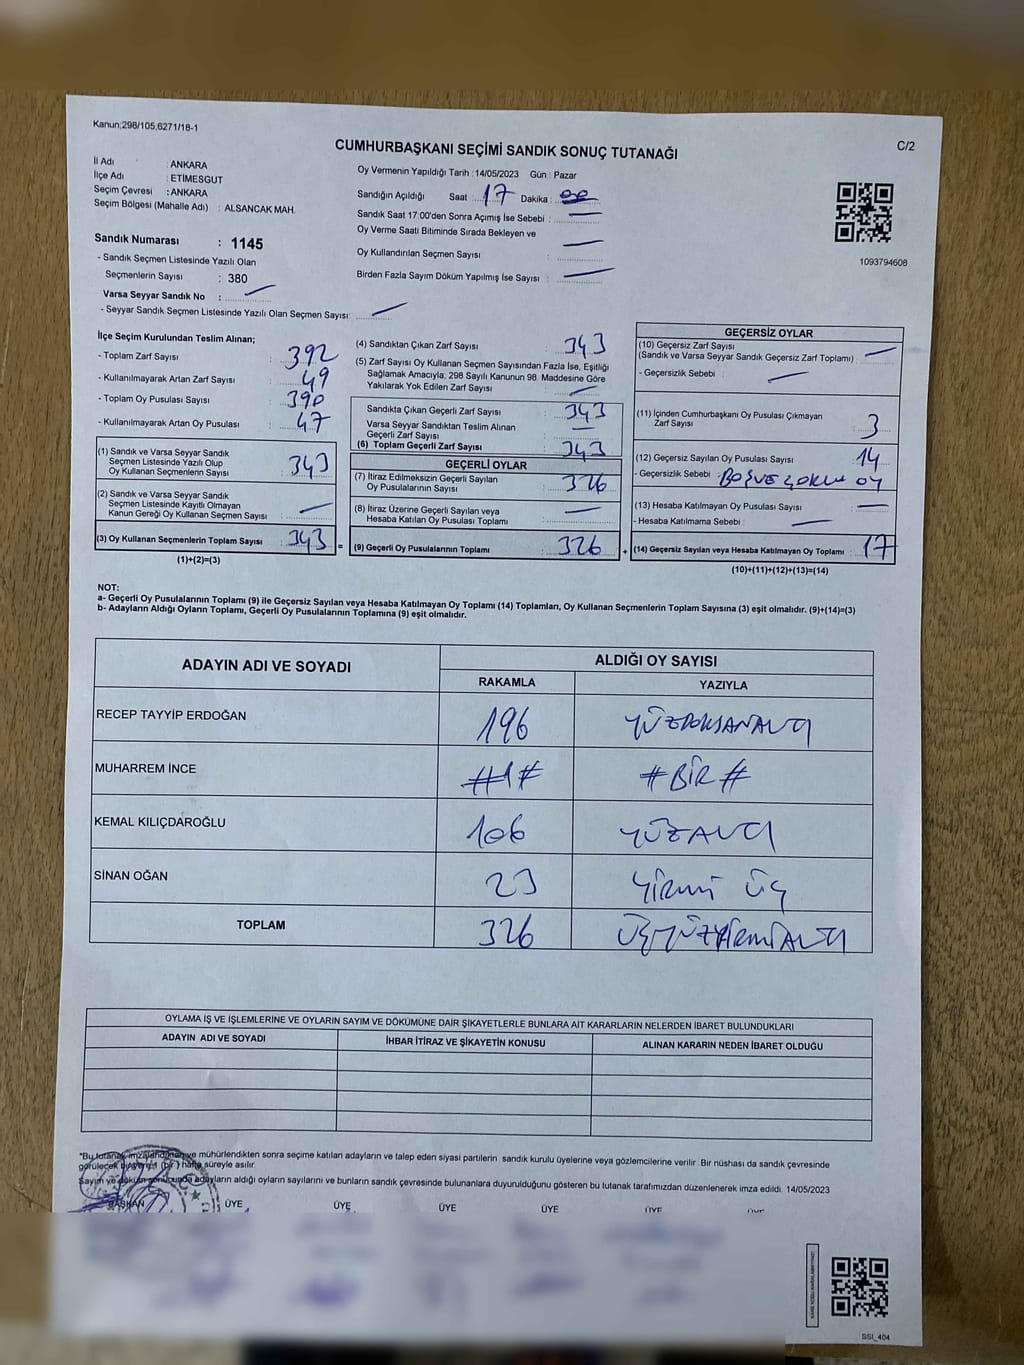 Kanun;298/105,6271/18-1
C/2
CUMHURBAŞKANI SEÇİMİ SANDIK SONUÇ TUTANAĞI
İl Adı : ANKARA
İlçe Adı : ETİMESGUT
Seçim Çevresi : ANKARA
Seçim Bölgesi (Mahalle Adı) : ALSANCAK MAH.
Sandık Numarası : 1145
- Sandık Seçmen Listesinde Yazılı Olan
Seçmenlerin Sayısı : 380
Varsa Seyyar Sandık No :
- Seyyar Sandık Seçmen Listesinde Yazılı Olan Seçmen Sayısı:
Oy Vermenin Yapıldığı Tarih : 14/05/2023 Gün : Pazar
Sandığın Açıldığı Saat : 17 Dakika :
Sandık Saat 17:00'den Sonra Açımış İse Sebebi :
Oy Verme Saati Bitiminde Sırada Bekleyen ve
Oy Kullandırılan Seçmen Sayısı :
Birden Fazla Sayım Döküm Yapılmış İse Sayısı :
1093794608
İlçe Seçim Kurulundan Teslim Alınan;
- Toplam Zarf Sayısı : 392
- Kullanılmayarak Artan Zarf Sayısı : 49
- Toplam Oy Pusulası Sayısı : 390
- Kullanılmayarak Artan Oy Pusulası : 47
(1) Sandık ve Varsa Seyyar Sandık
Seçmen Listesinde Yazılı Olup
Oy Kullanan Seçmenlerin Sayısı : 343
(2) Sandık ve Varsa Seyyar Sandık
Seçmen Listesinde Kayıtlı Olmayan
Kanun Gereği Oy Kullanan Seçmen Sayısı :
(3) Oy Kullanan Seçmenlerin Toplam Sayısı : 343 =
(1)+(2)=(3)
(4) Sandıktan Çıkan Zarf Sayısı : 343
(5) Zarf Sayısı Oy Kullanan Seçmen Sayısından Fazla İse, Eşitliği
Sağlamak Amacıyla, 298 Sayılı Kanunun 98. Maddesine Göre
Yakılarak Yok Edilen Zarf Sayısı :
Sandıkta Çıkan Geçerli Zarf Sayısı : 343
Varsa Seyyar Sandıktan Teslim Alınan
Geçerli Zarf Sayısı :
(6) Toplam Geçerli Zarf Sayısı : 343
GEÇERLİ OYLAR
(7) İtiraz Edilmeksizin Geçerli Sayılan
Oy Pusulalarının Sayısı : 326
(8) İtiraz Üzerine Geçerli Sayılan veya
Hesaba Katılan Oy Pusulası Toplamı :
(9) Geçerli Oy Pusulalarının Toplamı : 326 +
GEÇERSİZ OYLAR
(10) Geçersiz Zarf Sayısı
(Sandık ve Varsa Seyyar Sandık Geçersiz Zarf Toplamı) :
- Geçersizlik Sebebi :
(11) İçinden Cumhurbaşkanı Oy Pusulası Çıkmayan
Zarf Sayısı : 3
(12) Geçersiz Sayılan Oy Pusulası Sayısı : 14
- Geçersizlik Sebebi : BOŞ VE ÇOKLU OY
(13) Hesaba Katılmayan Oy Pusulası Sayısı :
- Hesaba Katılmama Sebebi :
(14) Geçersiz Sayılan veya Hesaba Katılmayan Oy Toplamı : 17
(10)+(11)+(12)+(13)=(14)
NOT:
a- Geçerli Oy Pusulalarının Toplamı (9) ile Geçersiz Sayılan veya Hesaba Katılmayan Oy Toplamı (14) Toplamları, Oy Kullanan Seçmenlerin Toplam Sayısına (3) eşit olmalıdır. (9)+(14)=(3)
b- Adayların Aldığı Oyların Toplamı, Geçerli Oy Pusulalarının Toplamına (9) eşit olmalıdır.
ADAYIN ADI VE SOYADI ALDIĞI OY SAYISI
RAKAMLA YAZIYLA
RECEP TAYYİP ERDOĞAN 196 YÜZDOKSANALTI
MUHARREM İNCE #1# #BİR#
KEMAL KILIÇDAROĞLU 106 YÜZALTI
SİNAN OĞAN 23 YİRMİ ÜÇ
TOPLAM 326 ÜÇYÜZYİRMİALTI
OYLAMA İŞ VE İŞLEMLERİNE VE OYLARIN SAYIM VE DÖKÜMÜNE DAİR ŞİKAYETLERLE BUNLARA AİT KARARLARIN NELERDEN İBARET BULUNDUKLARI
ADAYIN ADI VE SOYADI İHBAR İTİRAZ VE ŞİKAYETİN KONUSU ALINAN KARARIN NEDEN İBARET OLDUĞU
*Bu tutanak imzalandıktan ve mühürlendikten sonra seçime katılan adayların ve talep eden siyasi partilerin sandık kurulu üyelerine veya gözlemcilerine verilir. Bir nüshası da sandık çevresinde
görülecek bir yere 1 (bir) hafta süreyle asılır.
Sayım ve döküm sonucunda adayların aldığı oyların sayılarını ve bunların sandık çevresinde bulunanlara duyurulduğunu gösteren bu tutanak tarafımızdan düzenlenerek imza edildi. 14/05/2023
BAŞKAN ÜYE ÜYE ÜYE ÜYE ÜYE ÜYE
SSI_404